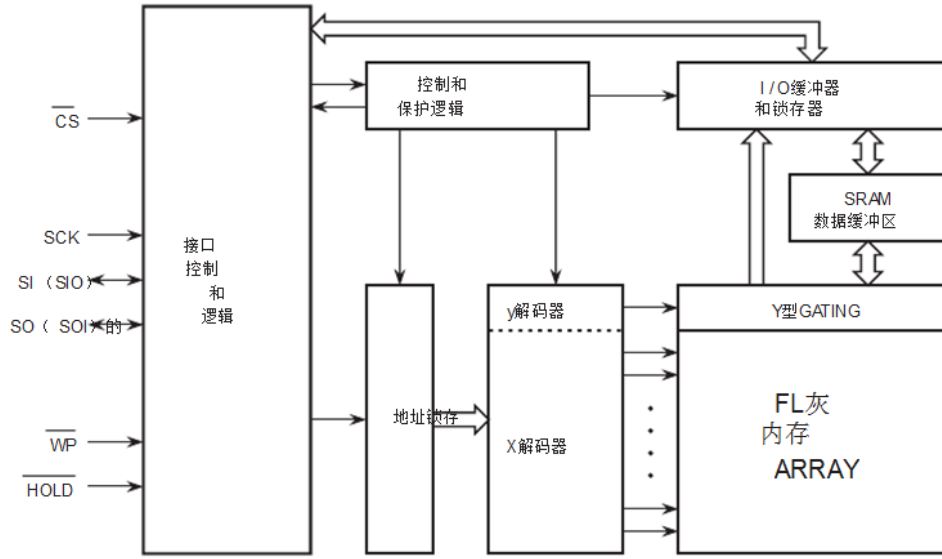 控制和
保护逻辑
I/O缓冲器
和锁存器
CS
SRAM
数据缓冲区
SCK
接口
控制
和
逻辑
SI（SIO）
SO（ SOI）的
y解码器
Y型GATING
地址锁存
X解码器
FL灰
内存
ARRAY
WP
HOLD